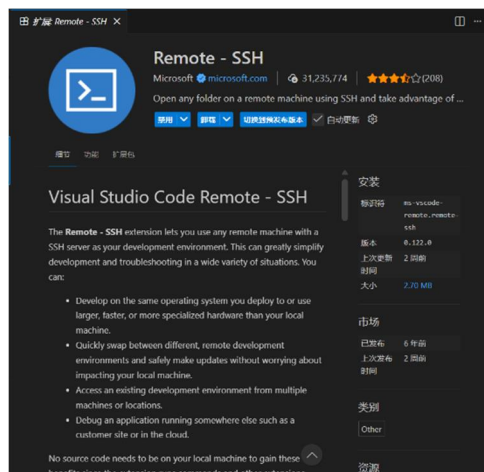 扩展: Remote - SSH
Remote - SSH
Microsoft microsoft.com 31,235,774 (208)
Open any folder on a remote machine using SSH and take advantage of ...
禁用 卸载 切换到预发布版本 自动更新
细节 功能 扩展包
Visual Studio Code Remote - SSH
The Remote - SSH extension lets you use any remote machine with a
SSH server as your development environment. This can greatly simplify
development and troubleshooting in a wide variety of situations. You
can:
• Develop on the same operating system you deploy to or use
larger, faster, or more specialized hardware than your local
machine.
• Quickly swap between different, remote development
environments and safely make updates without worrying about
impacting your local machine.
• Access an existing development environment from multiple
machines or locations.
• Debug an application running somewhere else such as a
customer site or in the cloud.
No source code needs to be on your local machine to gain these
安装
标识符 ms-vscode-
remote.remote-
ssh
版本 0.122.0
上次更新 2 周前
时间
大小 2.70 MB
市场
已发布 6 年前
上次发布 2 周前
时间
类别
Other
资源